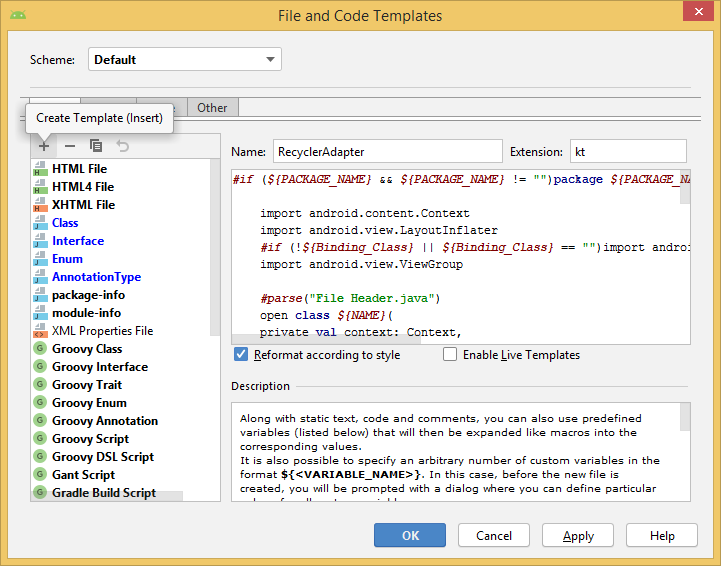 File and Code Templates
Scheme: Default
Other
Create Template (Insert)
HTML File
HTML4 File
XHTML File
Class
Interface
Enum
AnnotationType
package-info
module-info
XML Properties File
Groovy Class
Groovy Interface
Groovy Trait
Groovy Enum
Groovy Annotation
Groovy Script
Groovy DSL Script
Gant Script
Gradle Build Script
Name: RecyclerAdapter Extension: kt
#if (${PACKAGE_NAME} && ${PACKAGE_NAME} != "")package ${PACKAGE_NA
import android.content.Context
import android.view.LayoutInflater
#if (!${Binding_Class} || ${Binding_Class} == "")import androi
import android.view.ViewGroup
#parse("File Header.java")
open class ${NAME}(
private val context: Context,
Reformat according to style Enable Live Templates
Description
Along with static text, code and comments, you can also use predefined
variables (listed below) that will then be expanded like macros into the
corresponding values.
It is also possible to specify an arbitrary number of custom variables in the
format ${<VARIABLE_NAME>}. In this case, before the new file is
created, you will be prompted with a dialog where you can define particular
OK Cancel Apply Help